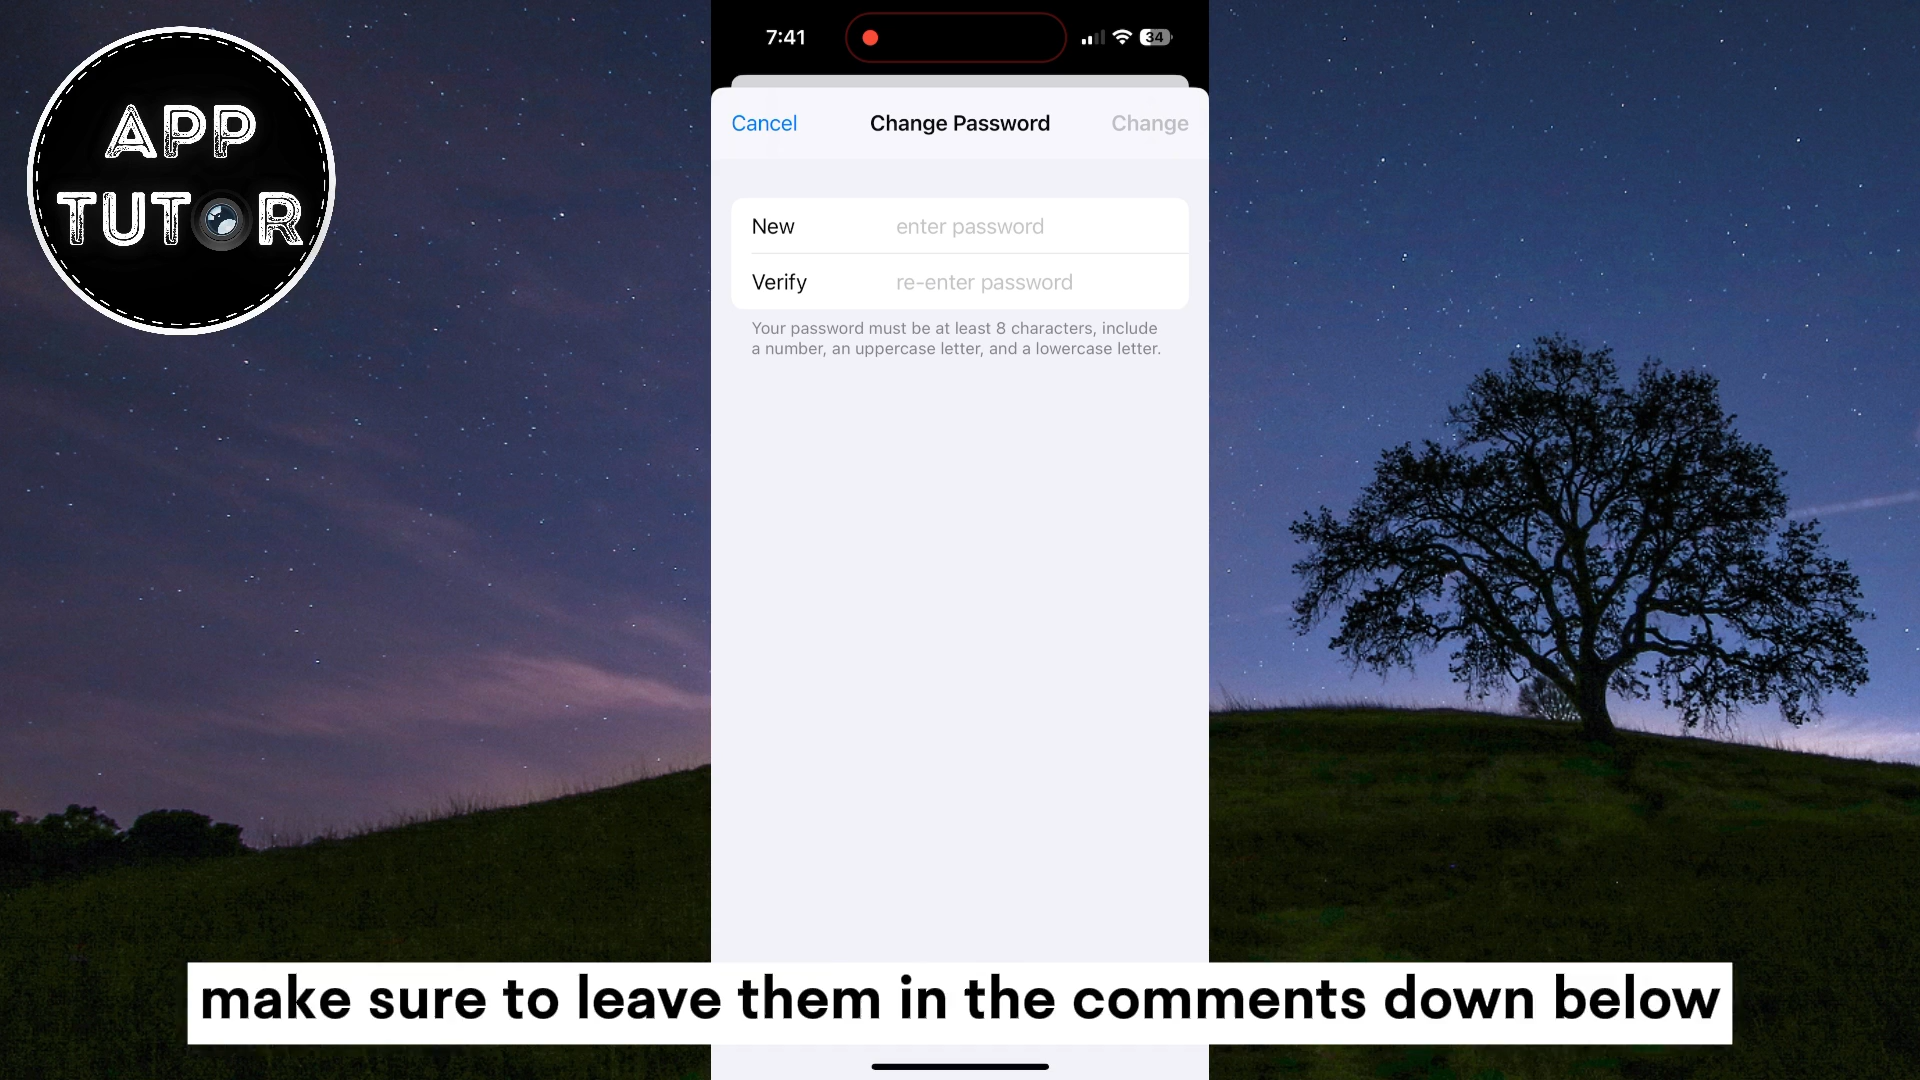 APP
TUTOR
7:41
34
Cancel
Change Password
Change
New
enter password
Verify
re-enter password
Your password must be at least 8 characters, include
a number, an uppercase letter, and a lowercase letter.
make sure to leave them in the comments down below